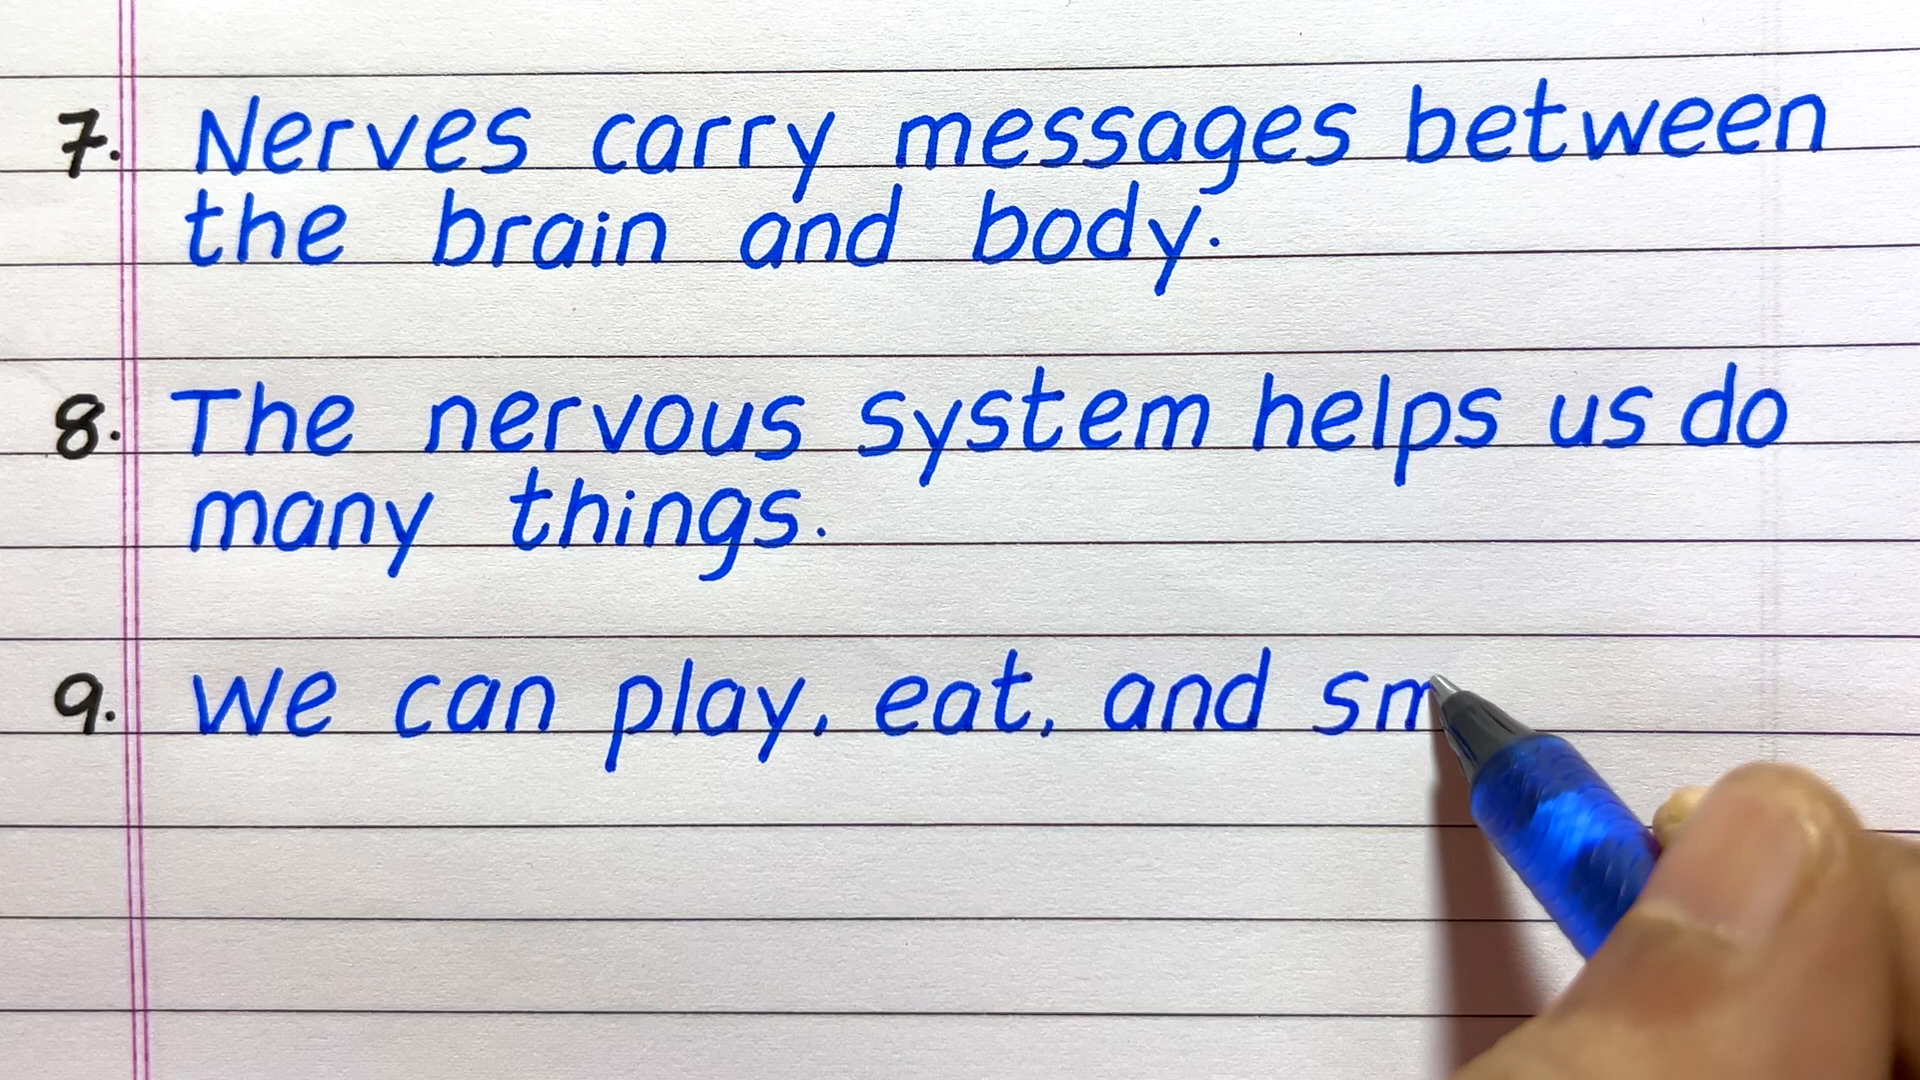 7. Nerves carry messages between
the brain and body.
8. The nervous system helps us do
many things.
9. We can play, eat, and sm